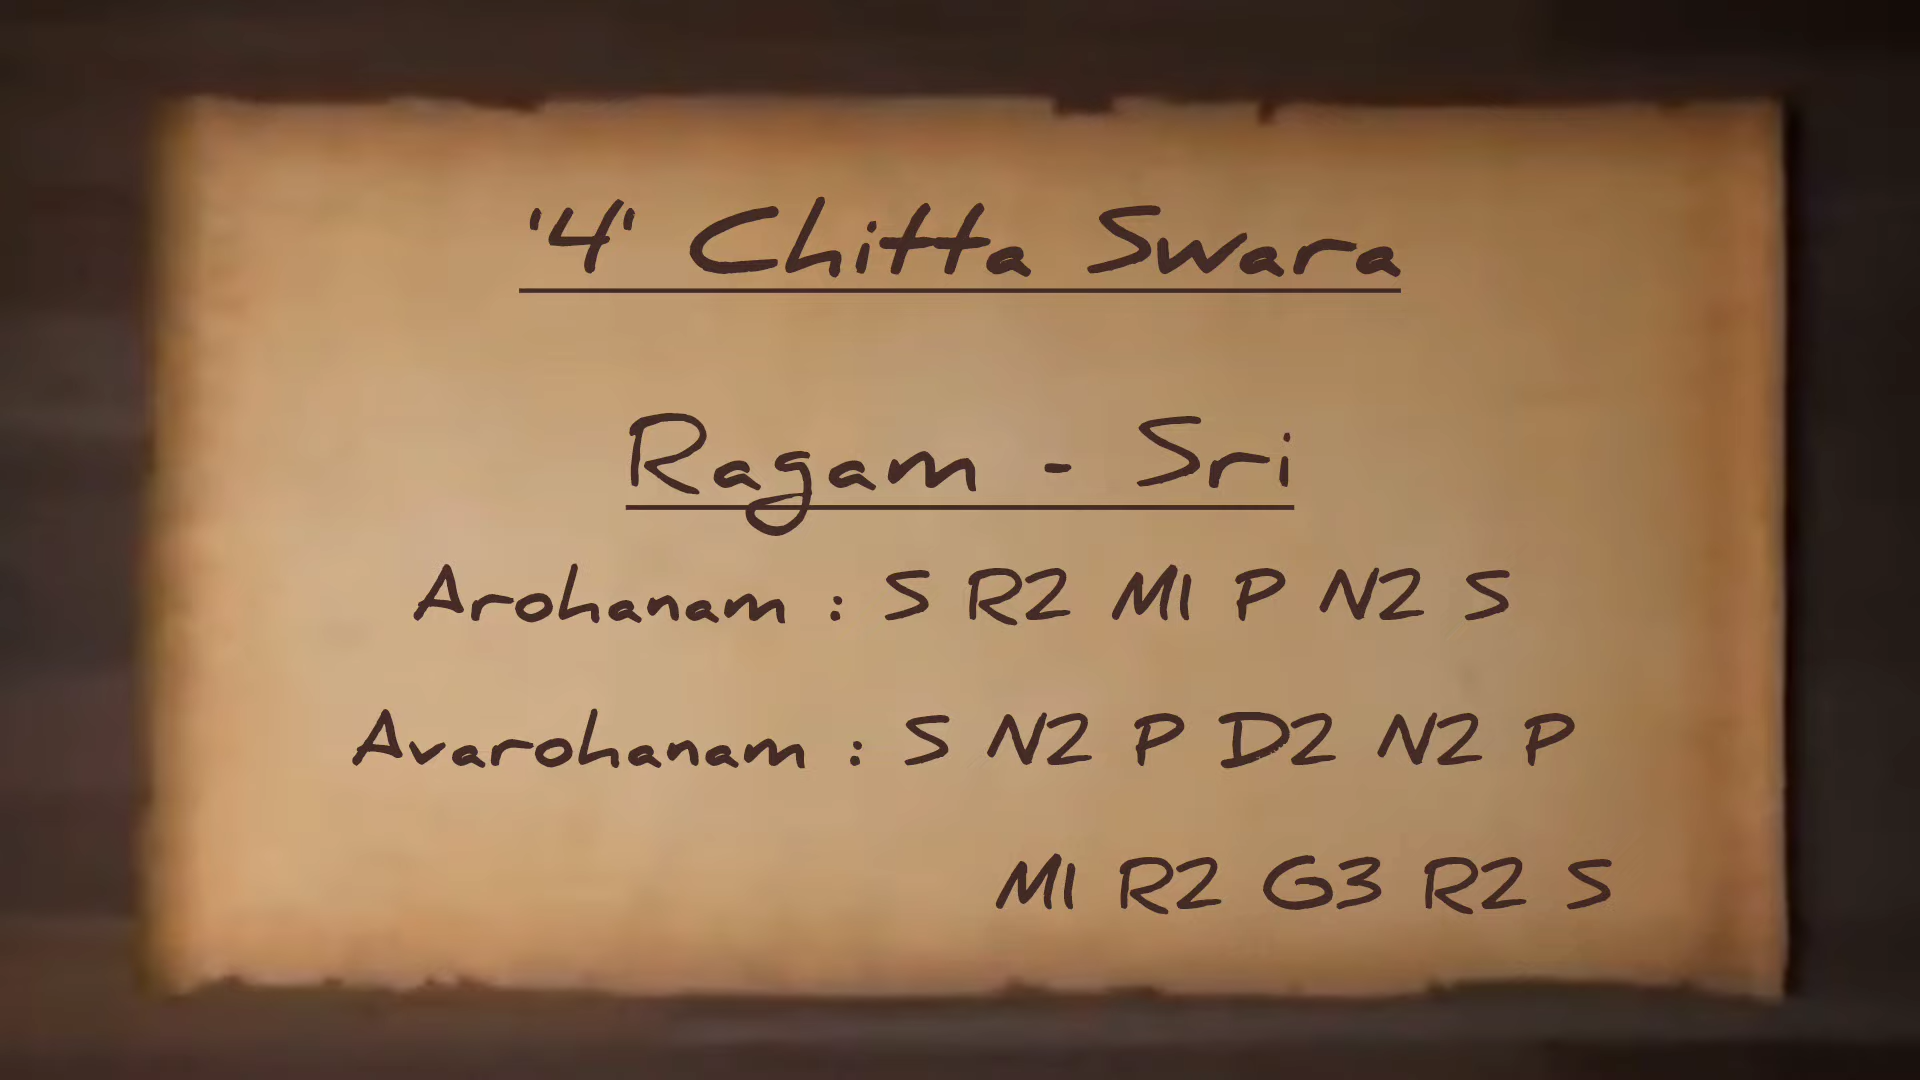 '4' Chitta Swara
Ragam - Sri
Arohanam : S R2 M1 P N2 S
Avarohanam : S N2 P D2 N2 P
M1 R2 G3 R2 S